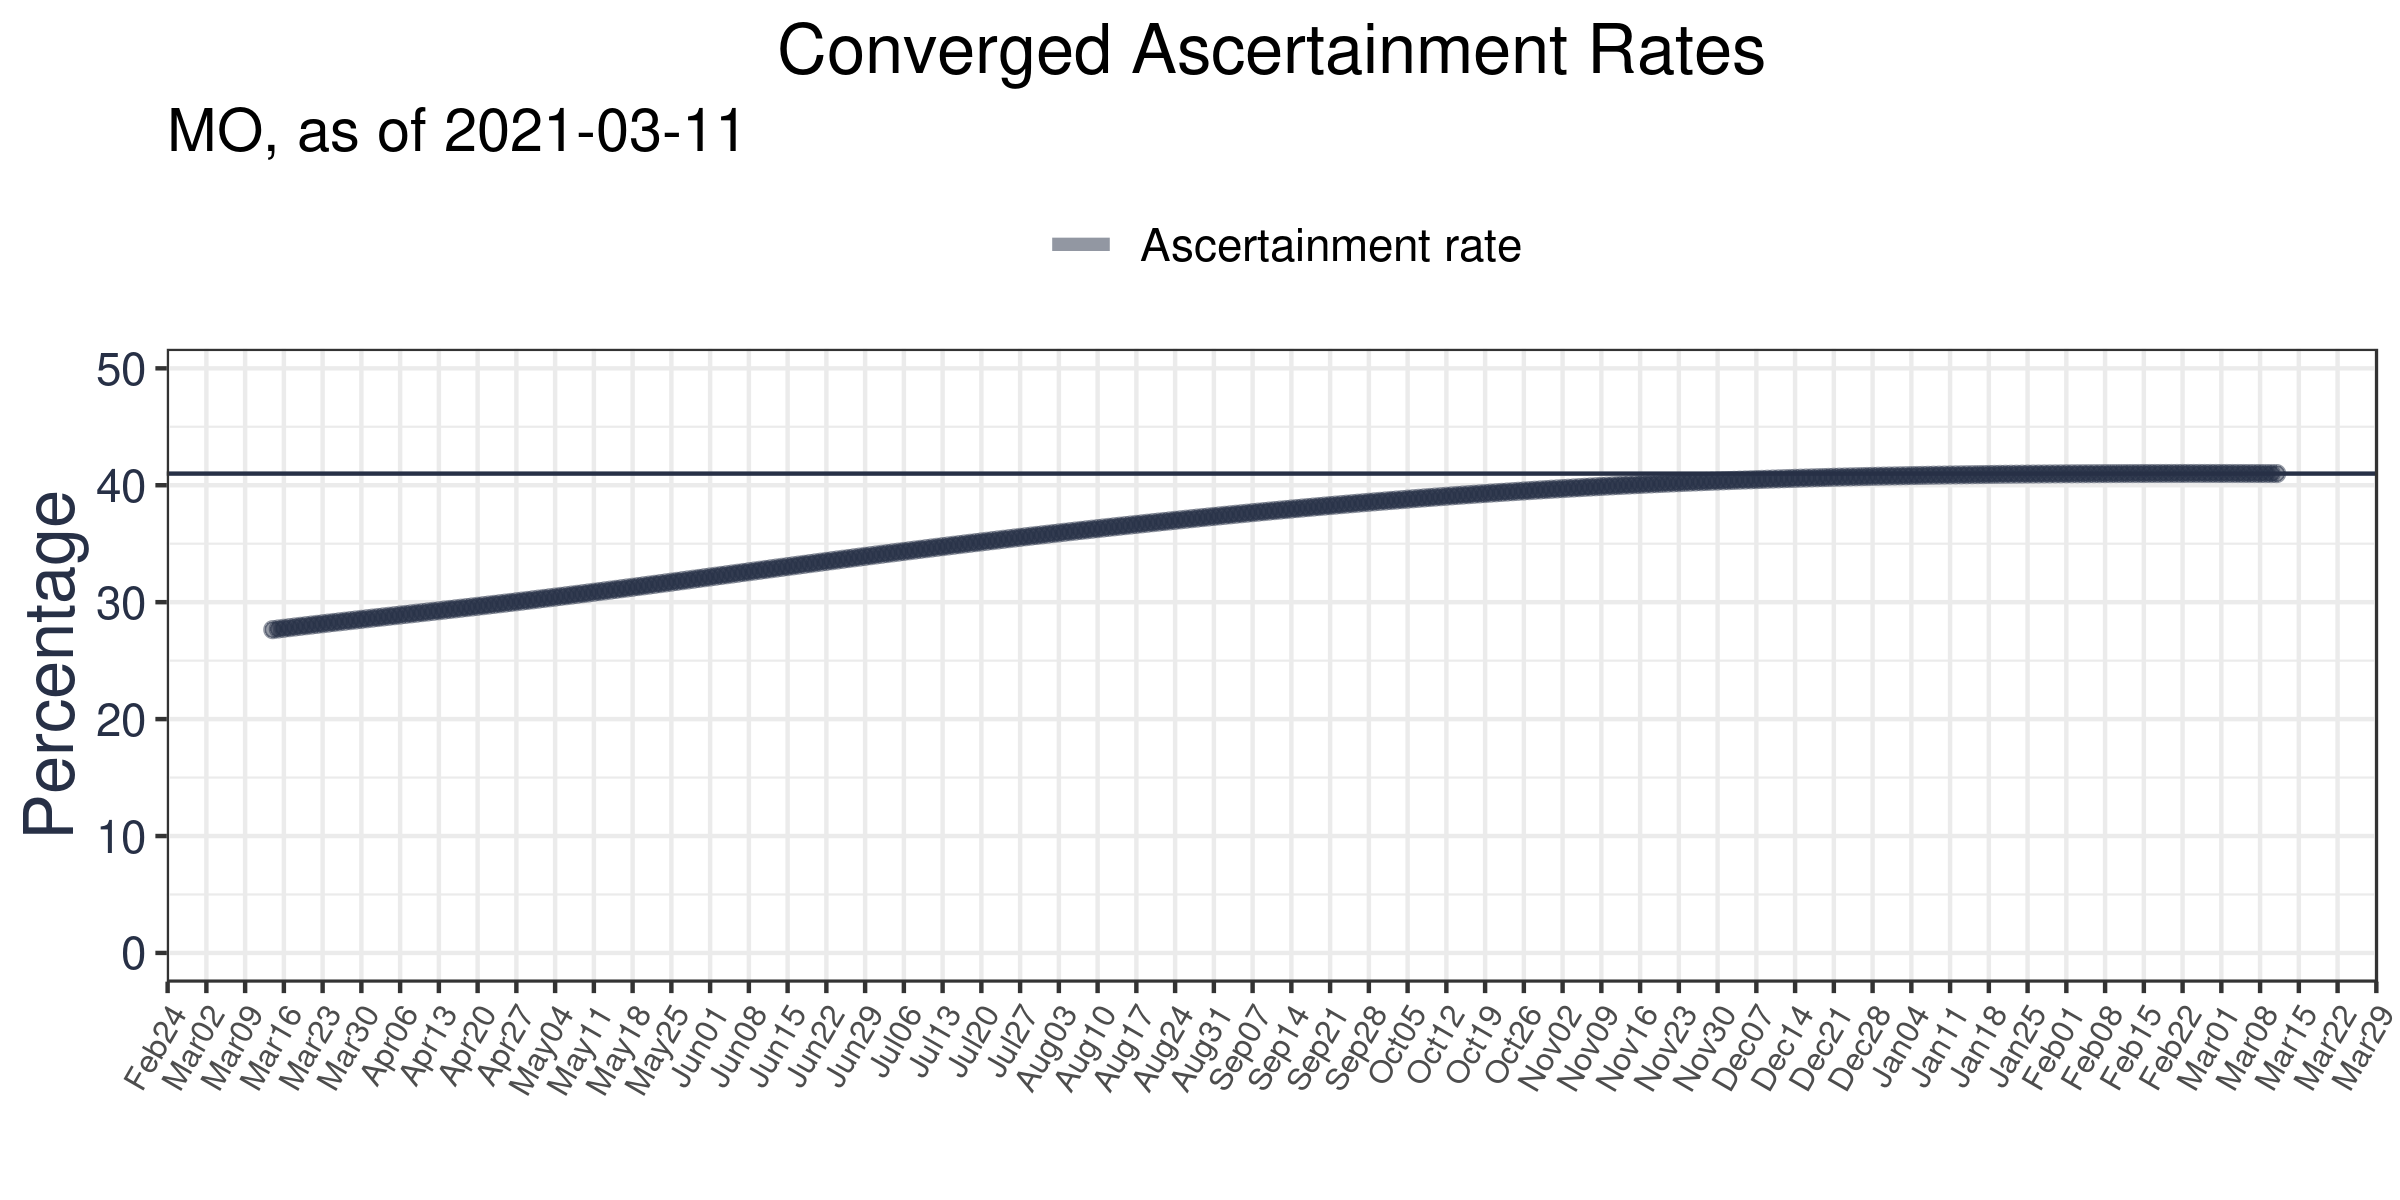 Converged Ascertainment Rates
MO, as of 2021-03-11
Ascertainment rate
Percentage
50
40
30
20
10
0
Feb24
Mar02
Mar09
Mar16
Mar23
Mar30
Apr06
Apr13
Apr20
Apr27
May04
May11
May18
May25
Jun01
Jun08
Jun15
Jun22
Jun29
Jul06
Jul13
Jul20
Jul27
Aug03
Aug10
Aug17
Aug24
Aug31
Sep07
Sep14
Sep21
Sep28
Oct05
Oct12
Oct19
Oct26
Nov02
Nov09
Nov16
Nov23
Nov30
Dec07
Dec14
Dec21
Dec28
Jan04
Jan11
Jan18
Jan25
Feb01
Feb08
Feb15
Feb22
Mar01
Mar08
Mar15
Mar22
Mar29